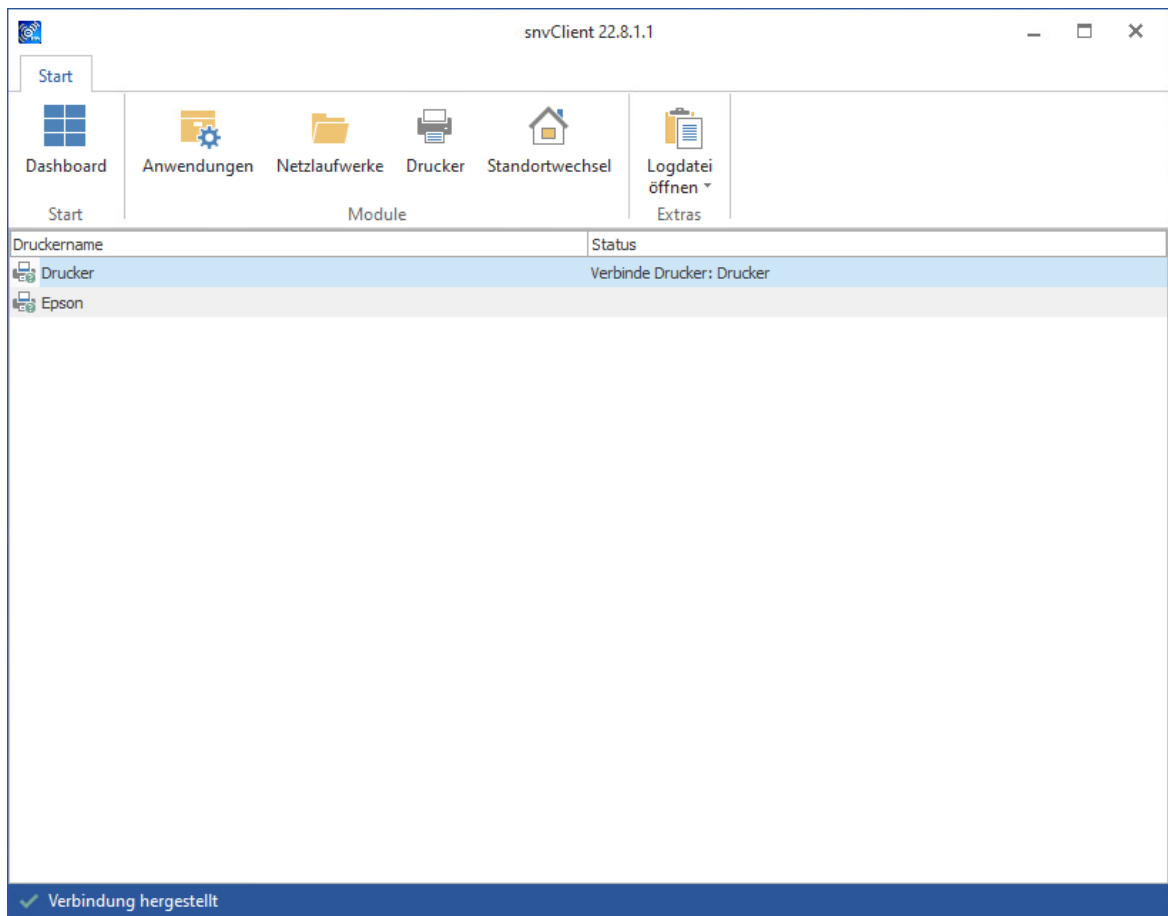 snvClient 22.8.1.1
Start
Dashboard
Anwendungen
Netzlaufwerke
Drucker
Standortwechsel
Logdatei
öffnen
Start
Module
Extras
Druckername
Status
Drucker
Verbinde Drucker: Drucker
Epson
Verbindung hergestellt